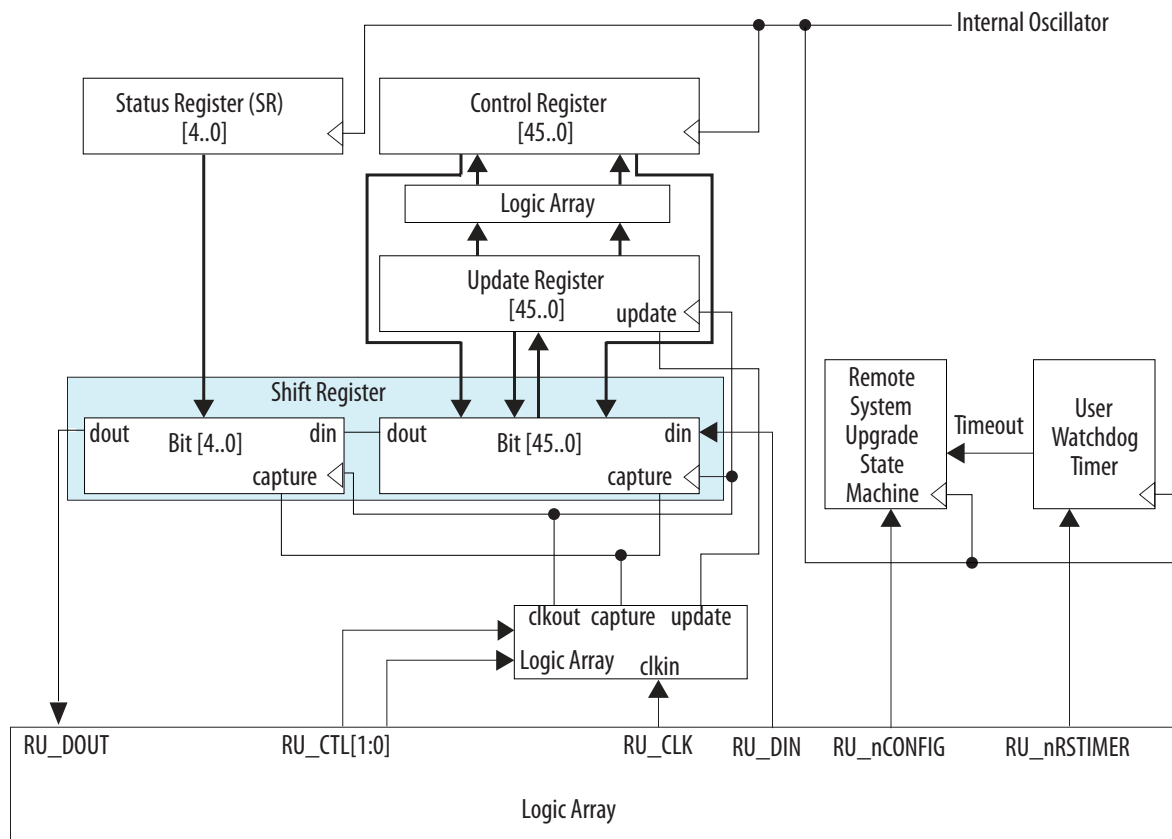 Internal Oscillator
Status Register (SR)
[4..0]
Control Register
[45..0]
Logic Array
Update Register
[45..0]
update
Shift Register
dout
Bit [4..0]
din
capture
dout
Bit [45..0]
din
capture
Remote
System
Upgrade
State
Machine
Timeout
User
Watchdog
Timer
clkout capture update
Logic Array
clkin
RU_DOUT
RU_CTL[1:0]
RU_CLK
RU_DIN
RU_nCONFIG
RU_nRSTIMER
Logic Array